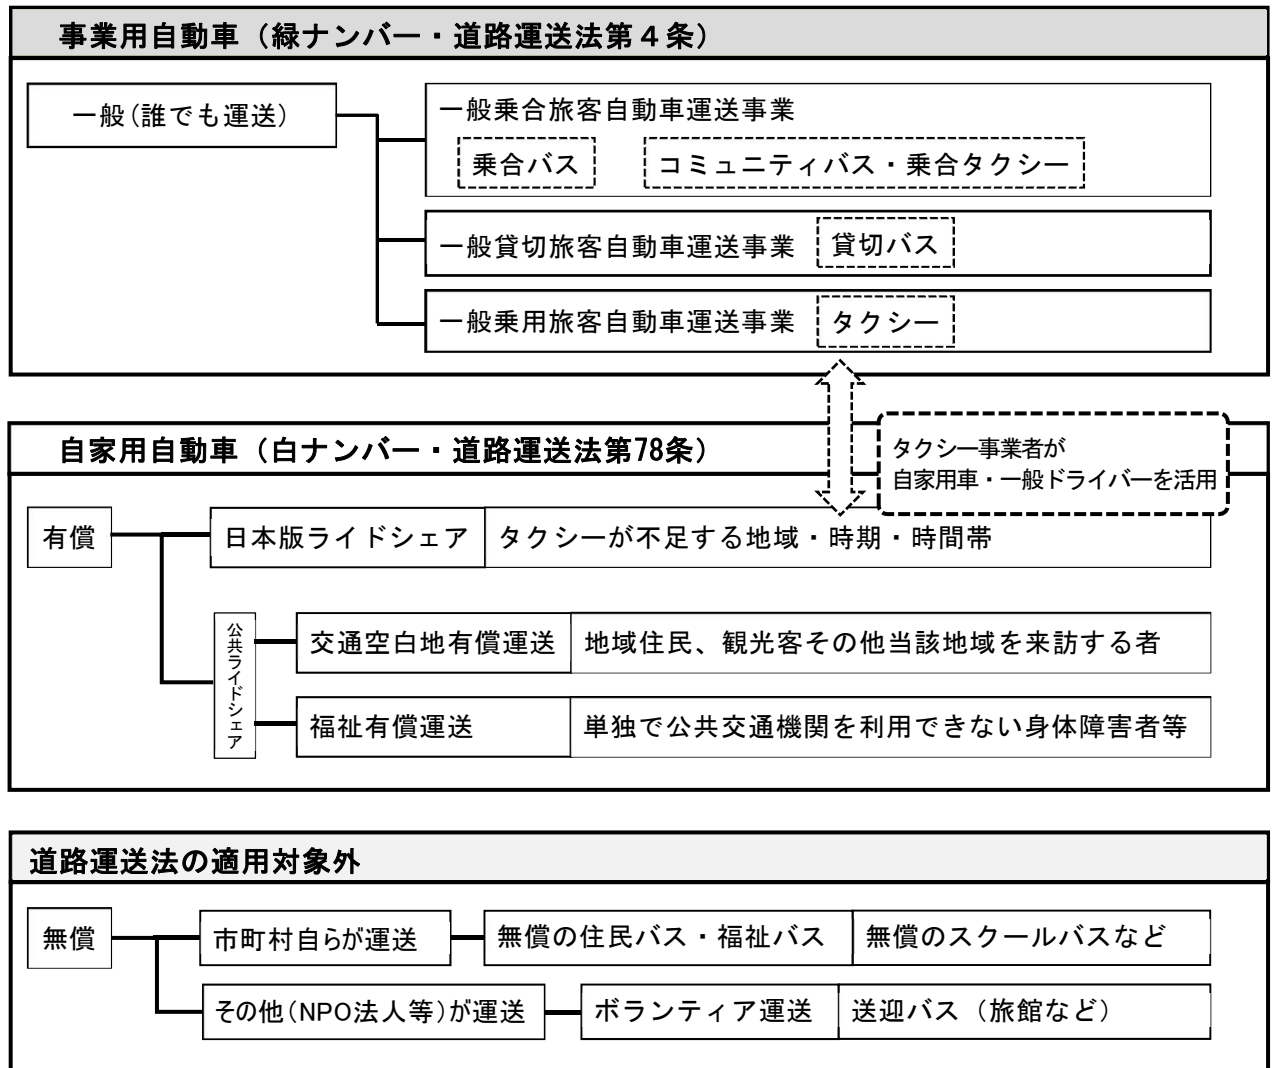 事業用自動車（緑ナンバー・道路運送法第４条）
一般(誰でも運送)
一般乗合旅客自動車運送事業
乗合バス
コミュニティバス・乗合タクシー
一般貸切旅客自動車運送事業
貸切バス
一般乗用旅客自動車運送事業
タクシー
自家用自動車（白ナンバー・道路運送法第78条）
タクシー事業者が
自家用車・一般ドライバーを活用
有償
日本版ライドシェア
タクシーが不足する地域・時期・時間帯
公共ライドシェア
交通空白地有償運送
地域住民、観光客その他当該地域を来訪する者
福祉有償運送
単独で公共交通機関を利用できない身体障害者等
道路運送法の適用対象外
無償
市町村自らが運送
無償の住民バス・福祉バス
無償のスクールバスなど
その他(NPO法人等)が運送
ボランティア運送
送迎バス（旅館など）